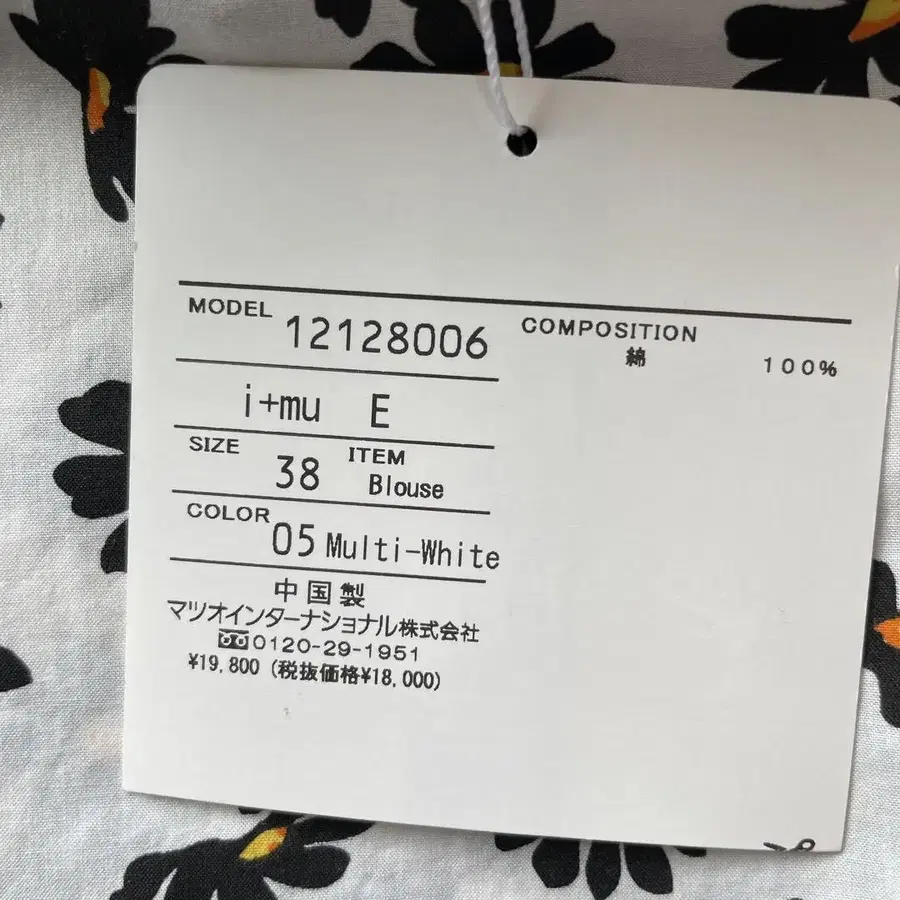 MODEL 12128006
i+mu E
SIZE 38 ITEM Blouse
COLOR 05 Multi-White
中国製
マツオインターナショナル株式会社
0120-29-1951
¥19,800 (税抜価格¥18,000)
COMPOSITION
綿 100%